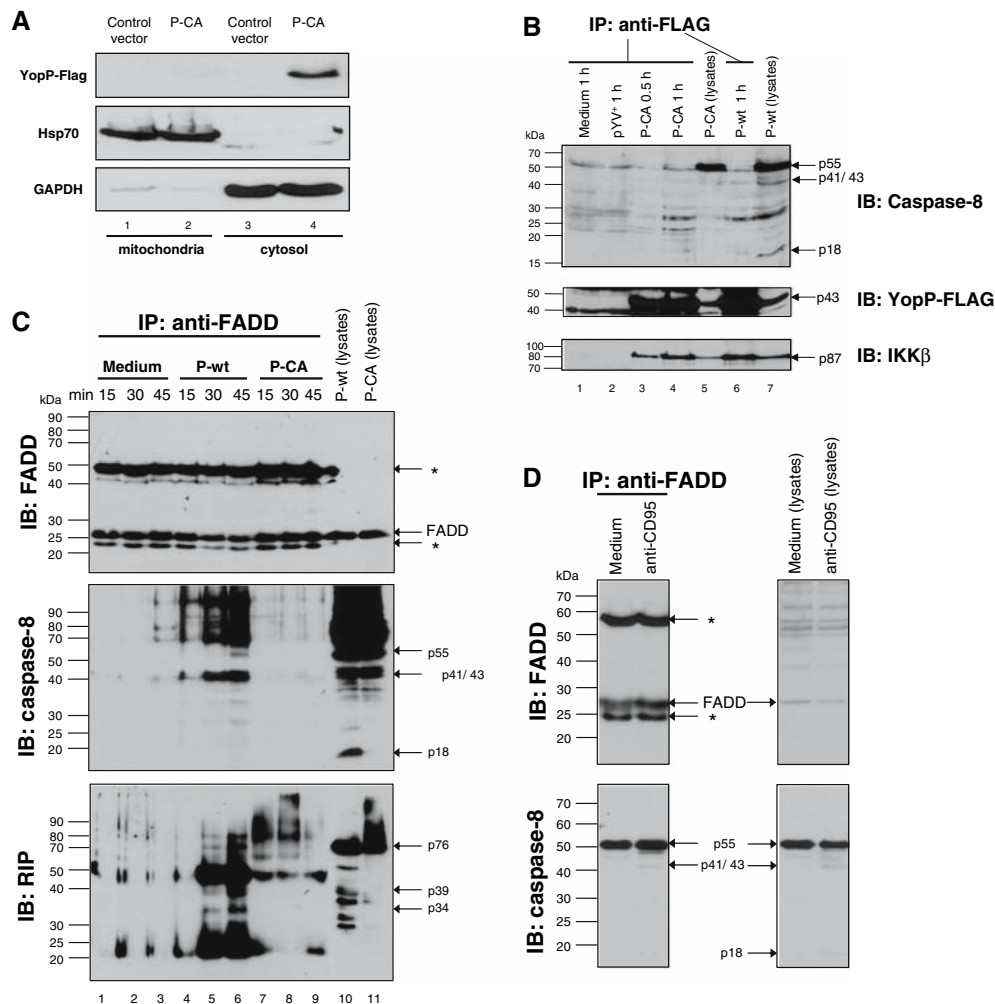 A
Control vector P-CA Control vector P-CA
YopP-Flag
Hsp70
GAPDH
1 2 3 4
mitochondria cytosol
B
IP: anti-FLAG
Medium 1 h
pYV+ 1 h
P-CA 0.5 h
P-CA 1 h
P-CA (lysates)
P-wt 1 h
P-wt (lysates)
kDa
70
50
40
30
25
20
15
p55
p41/ 43
p18
IB: Caspase-8
50
40
p43
IB: YopP-FLAG
100
80
70
p87
IB: IKKβ
1 2 3 4 5 6 7
C
IP: anti-FADD
Medium P-wt P-CA
P-wt (lysates)
P-CA (lysates)
min 15 30 45 15 30 45 15 30 45
kDa
IB: FADD
90
80
70
50
40
30
25
20
*
FADD
*
IB: caspase-8
90
80
70
50
40
30
20
p55
p41/ 43
p18
IB: RIP
90
80
70
50
40
30
25
20
p76
p39
p34
1 2 3 4 5 6 7 8 9 10 11
D
IP: anti-FADD
Medium
anti-CD95
Medium (lysates)
anti-CD95 (lysates)
kDa
IB: FADD
70
60
50
40
30
25
20
*
FADD
*
IB: caspase-8
70
60
50
40
30
20
p55
p41/ 43
p18